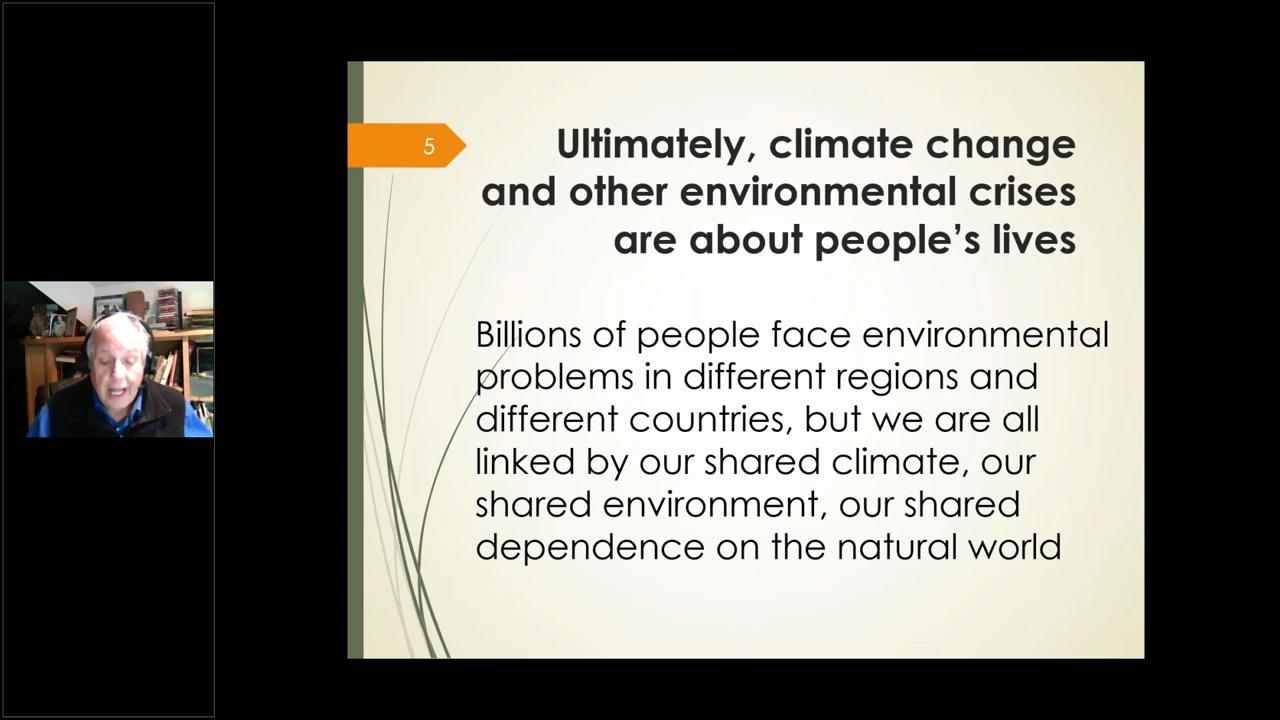 5
Ultimately, climate change
and other environmental crises
are about people’s lives
Billions of people face environmental
problems in different regions and
different countries, but we are all
linked by our shared climate, our
shared environment, our shared
dependence on the natural world